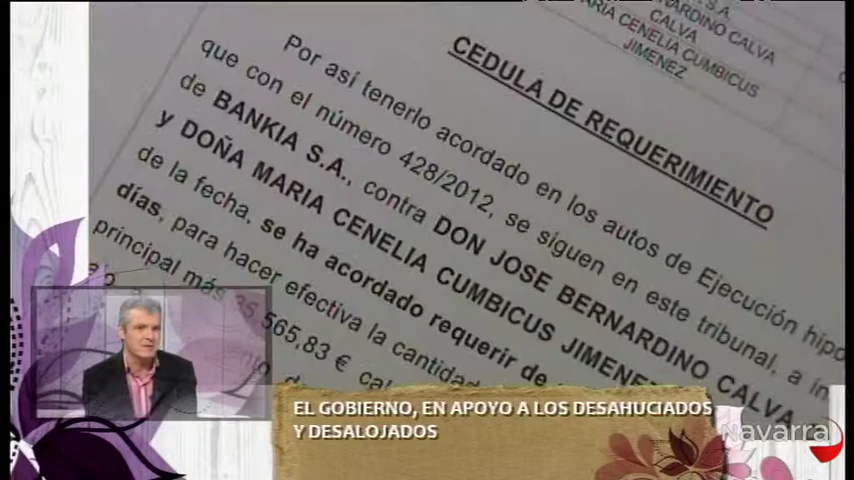 S.A.
NARDINO CALVA
CALVA
ARIA CENELIA CUMBICUS
JIMENEZ
CEDULA DE REQUERIMIENTO
Por así tenerlo acordado en los autos de Ejecución hipo
que con el número 428/2012, se siguen en este tribunal, a in
de BANKIA S.A., contra DON JOSE BERNARDINO CALVA
y DOÑA MARIA CENELIA CUMBICUS JIMENEZ
de la fecha, se ha acordado requerir de
días, para hacer efectiva la cantidad
principal más
565,83 €
EL GOBIERNO, EN APOYO A LOS DESAHUCIADOS
Y DESALOJADOS
Navarra